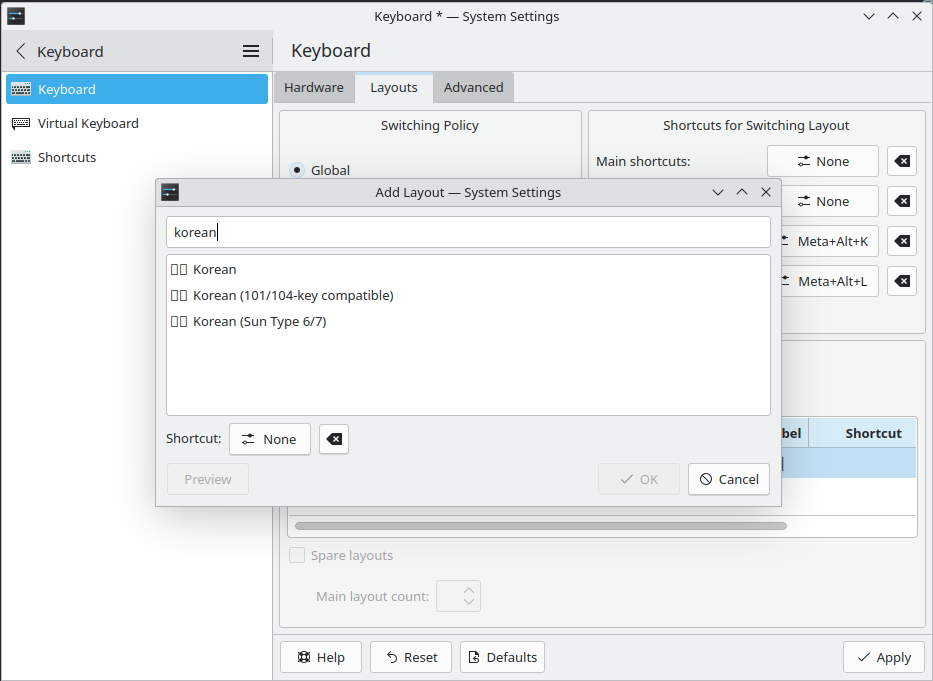 Keyboard * — System Settings
Keyboard
Keyboard
Virtual Keyboard
Shortcuts
Keyboard
Hardware
Layouts
Advanced
Switching Policy
Global
Shortcuts for Switching Layout
Main shortcuts:
None
None
Meta+Alt+K
Meta+Alt+L
Add Layout — System Settings
korean
Korean
Korean (101/104-key compatible)
Korean (Sun Type 6/7)
Shortcut:
None
Preview
OK
Cancel
Shortcut
Spare layouts
Main layout count:
Help
Reset
Defaults
Apply